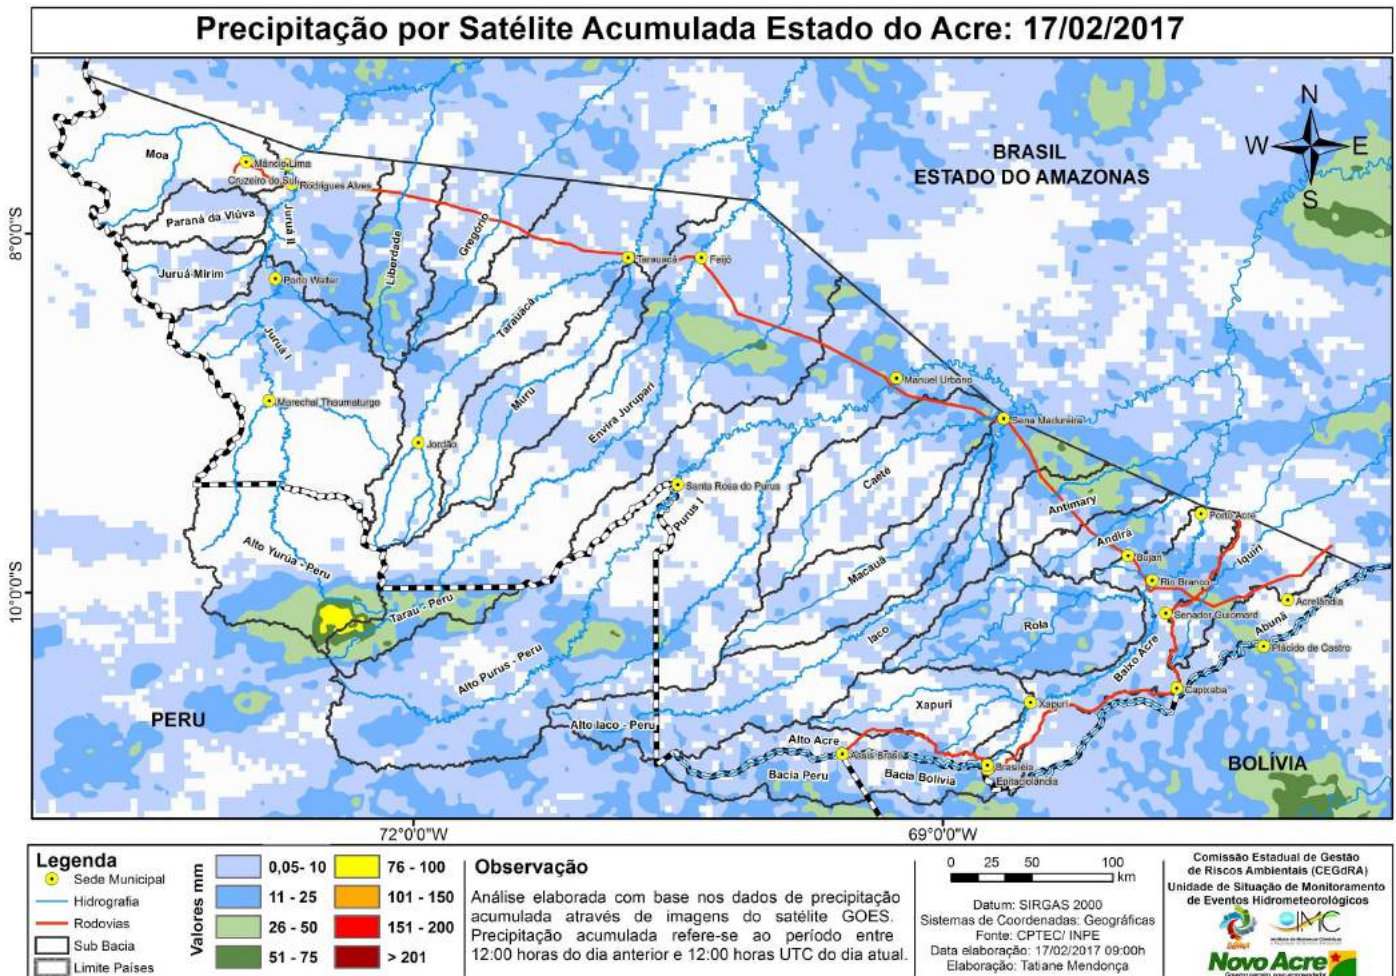 Precipitação por Satélite Acumulada Estado do Acre: 17/02/2017
N
W
E
S
BRASIL
ESTADO DO AMAZONAS
Moa
Mâncio Lima
Cruzeiro do Sul
Rodrigues Alves
Paraná da Viúva
Juruá II
8°0'0"S
Liberdade
Gregório
Juruá-Mirim
Porto Walter
Tarauacá
Feijó
Tarauacá
Juruá I
Manuel Urbano
Muru
Envira Jurupari
Marechal Thaumaturgo
Sena Madureira
Jordão
Caeté
Santa Rosa do Purus
Purus I
Antimary
Porto Acre
Andirá
Bujari
Iquiri
Alto Yurúa - Peru
Macauã
Rio Branco
10°0'0"S
Tarau - Peru
Acrelândia
Senador Guiomard
Abunã
Rola
Iaco
Baixo Acre
Plácido de Castro
Alto Purus - Peru
Capixaba
Xapuri
Xapuri
PERU
Alto Iaco - Peru
Alto Acre
Assis Brasil
Brasiléia
Epitaciolândia
Bacia Peru
Bacia Bolívia
BOLÍVIA
72°0'0"W
69°0'0"W
Legenda
Sede Municipal
Hidrografia
Rodovias
Sub Bacia
Limite Países
Valores mm
0,05- 10
11 - 25
26 - 50
51 - 75
76 - 100
101 - 150
151 - 200
> 201
Observação
Análise elaborada com base nos dados de precipitação
acumulada através de imagens do satélite GOES.
Precipitação acumulada refere-se ao período entre
12:00 horas do dia anterior e 12:00 horas UTC do dia atual.
0 25 50 100
km
Datum: SIRGAS 2000
Sistemas de Coordenadas: Geográficas
Fonte: CPTEC/ INPE
Data elaboração: 17/02/2017 09:00h
Elaboração: Tatiane Mendonça
Comissão Estadual de Gestão
de Riscos Ambientais (CEGdRA)
Unidade de Situação de Monitoramento
de Eventos Hidrometeorológicos
IMC
Novo Acre